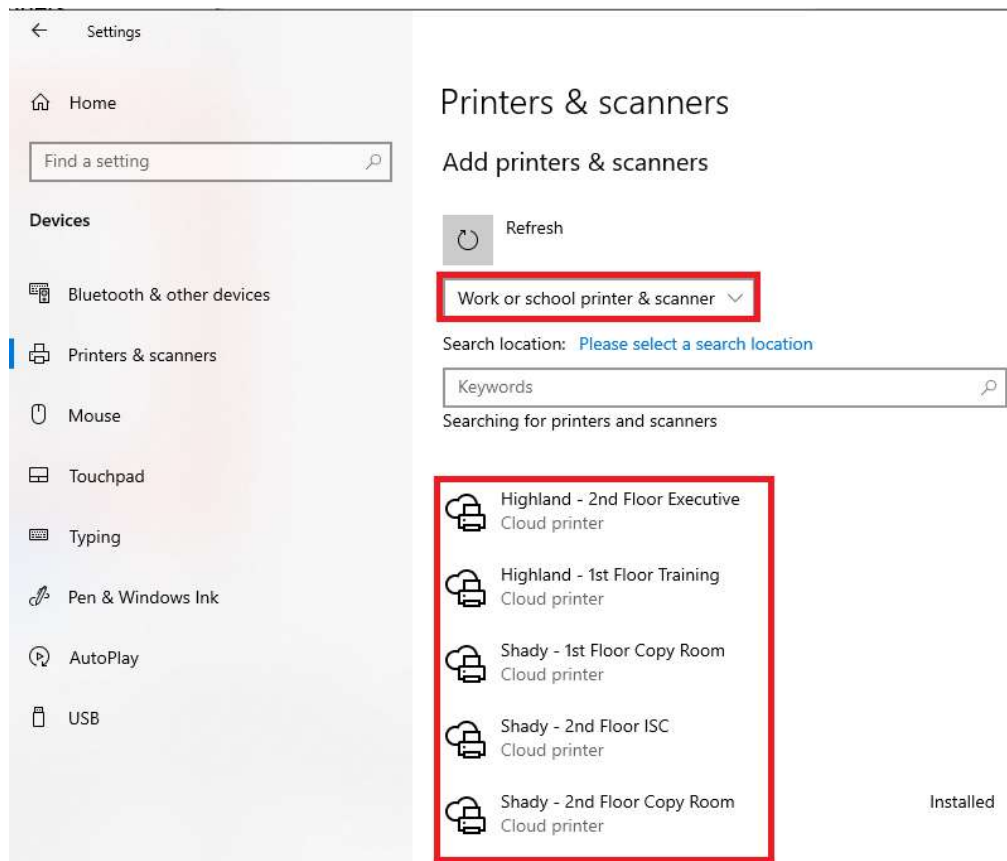 Settings
Home
Find a setting
Devices
Bluetooth & other devices
Printers & scanners
Mouse
Touchpad
Typing
Pen & Windows Ink
AutoPlay
USB
Printers & scanners
Add printers & scanners
Refresh
Work or school printer & scanner
Search location: Please select a search location
Keywords
Searching for printers and scanners
Highland - 2nd Floor Executive
Cloud printer
Highland - 1st Floor Training
Cloud printer
Shady - 1st Floor Copy Room
Cloud printer
Shady - 2nd Floor ISC
Cloud printer
Shady - 2nd Floor Copy Room Installed
Cloud printer